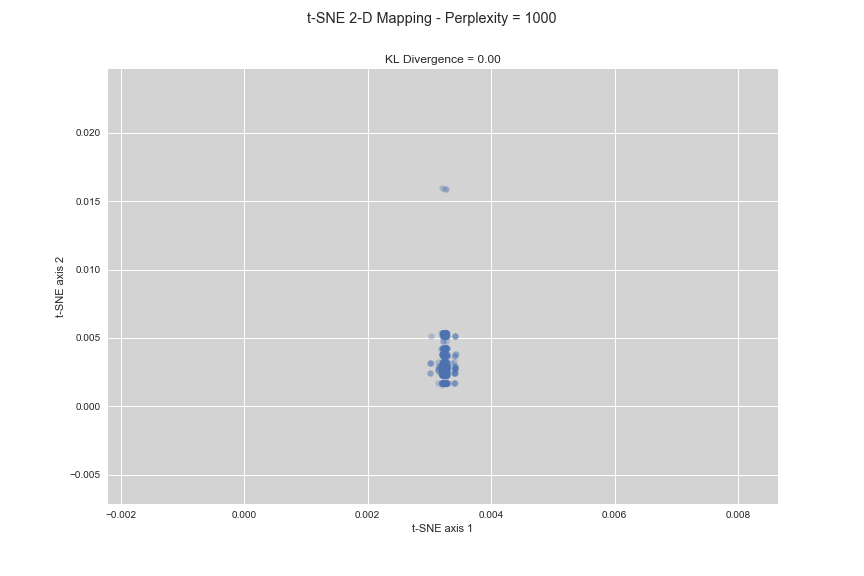 t-SNE 2-D Mapping - Perplexity = 1000
KL Divergence = 0.00
0.020
0.015
0.010
0.005
0.000
−0.005
t-SNE axis 2
−0.002 0.000 0.002 0.004 0.006 0.008
t-SNE axis 1